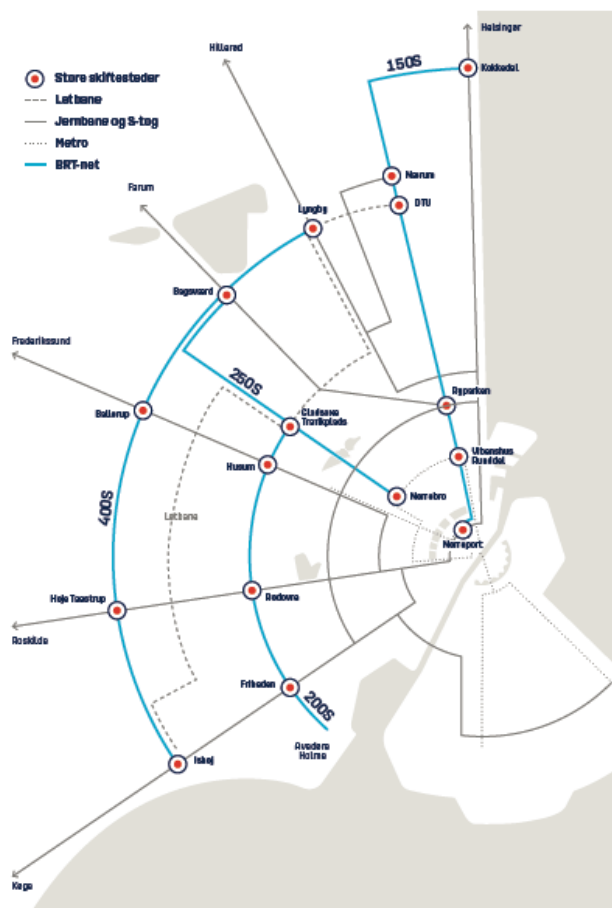 Helsingør
150S
Kokkedal
Hillerød
Større skiftesteder
Letbane
Jernbane og S-tog
Metro
BRT-net
Nærum
Farum
DTU
Lyngby
Bagsværd
Frederikssund
250S
Ryparken
Ballerup
Gladsaxe
Trafikplads
Vibenshus
Runddel
Husum
Nørrebro
400S
Letbane
Nørreport
Rødovre
Høje Taastrup
Roskilde
Friheden
200S
Avedøre
Holme
Ishøj
Køge